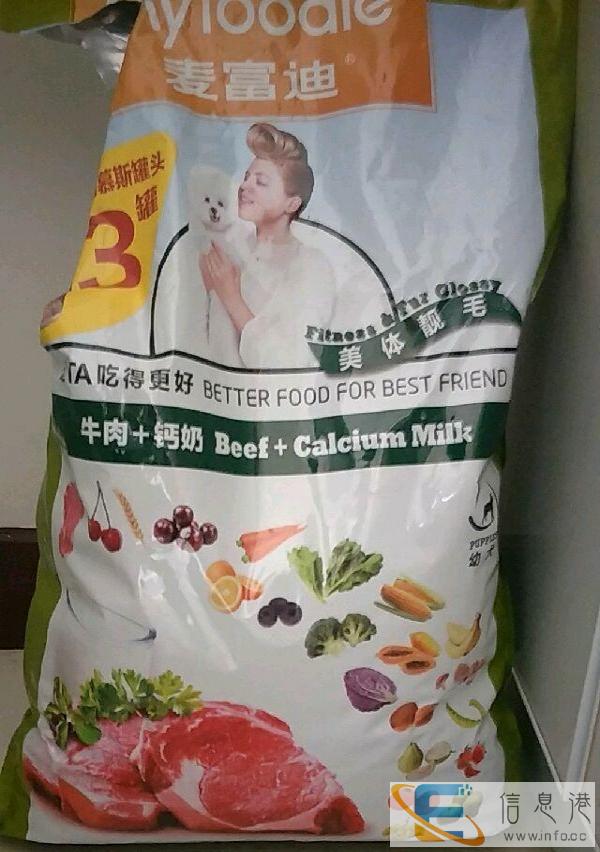 myfoodie
麦富迪®
慕斯罐头
3罐
Fitness & Fur Glossy
美体靓毛
TA吃得更好 BETTER FOOD FOR BEST FRIEND
牛肉+钙奶 Beef + Calcium Milk
PUPPIES
幼犬
信息港
www.info.cc